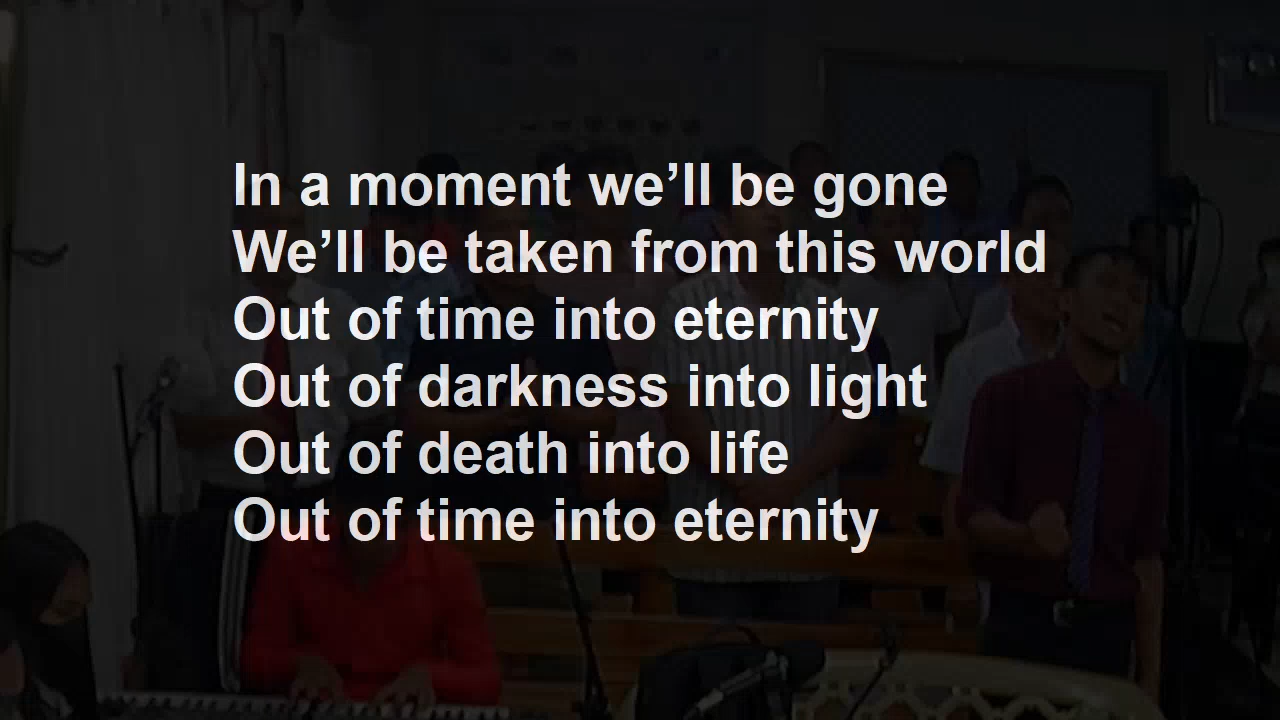 In a moment we’ll be gone
We’ll be taken from this world
Out of time into eternity
Out of darkness into light
Out of death into life
Out of time into eternity